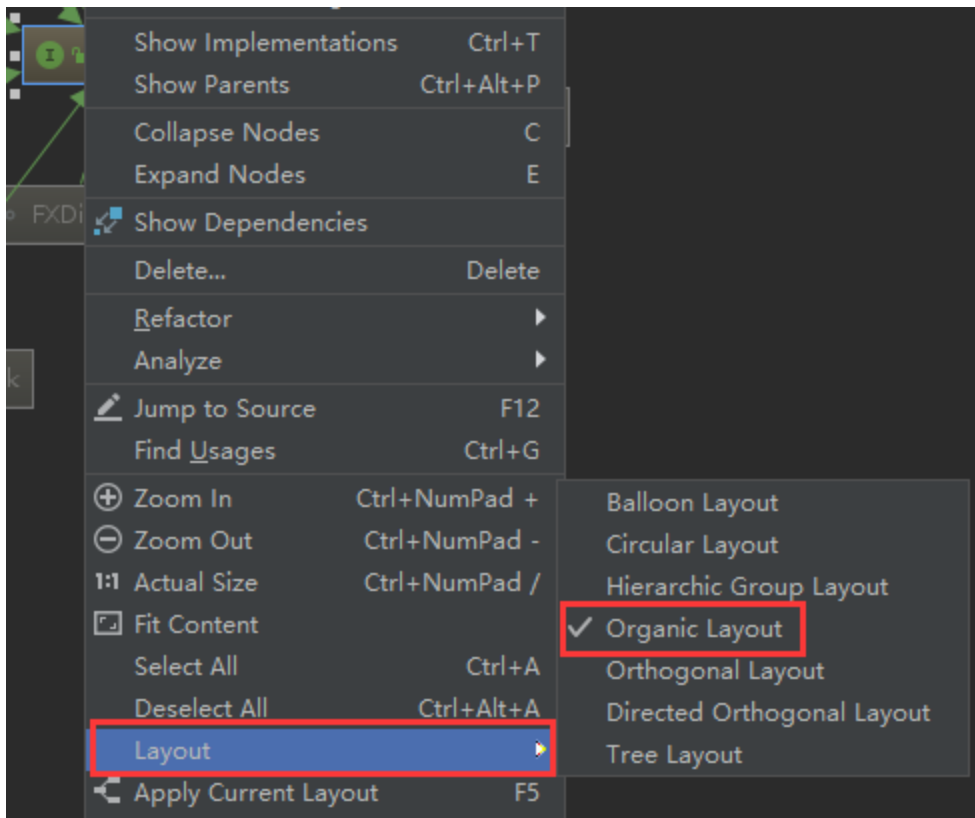 Show Implementations Ctrl+T
Show Parents Ctrl+Alt+P
Collapse Nodes C
Expand Nodes E
FXDi
Show Dependencies
Delete... Delete
Refactor
Analyze
k
Jump to Source F12
Find Usages Ctrl+G
Zoom In Ctrl+NumPad +
Zoom Out Ctrl+NumPad -
1:1 Actual Size Ctrl+NumPad /
Fit Content
Select All Ctrl+A
Deselect All Ctrl+Alt+A
Layout
Apply Current Layout F5
Balloon Layout
Circular Layout
Hierarchic Group Layout
Organic Layout
Orthogonal Layout
Directed Orthogonal Layout
Tree Layout